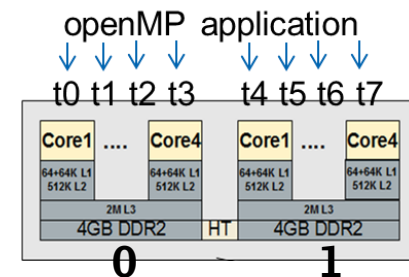 openMP application
t0 t1 t2 t3 t4 t5 t6 t7
Core1 .... Core4 Core1 .... Core4
64+64K L1 64+64K L1 64+64K L1 64+64K L1
512K L2 512K L2 512K L2 512K L2
2M L3 2M L3
4GB DDR2 HT 4GB DDR2
0 1